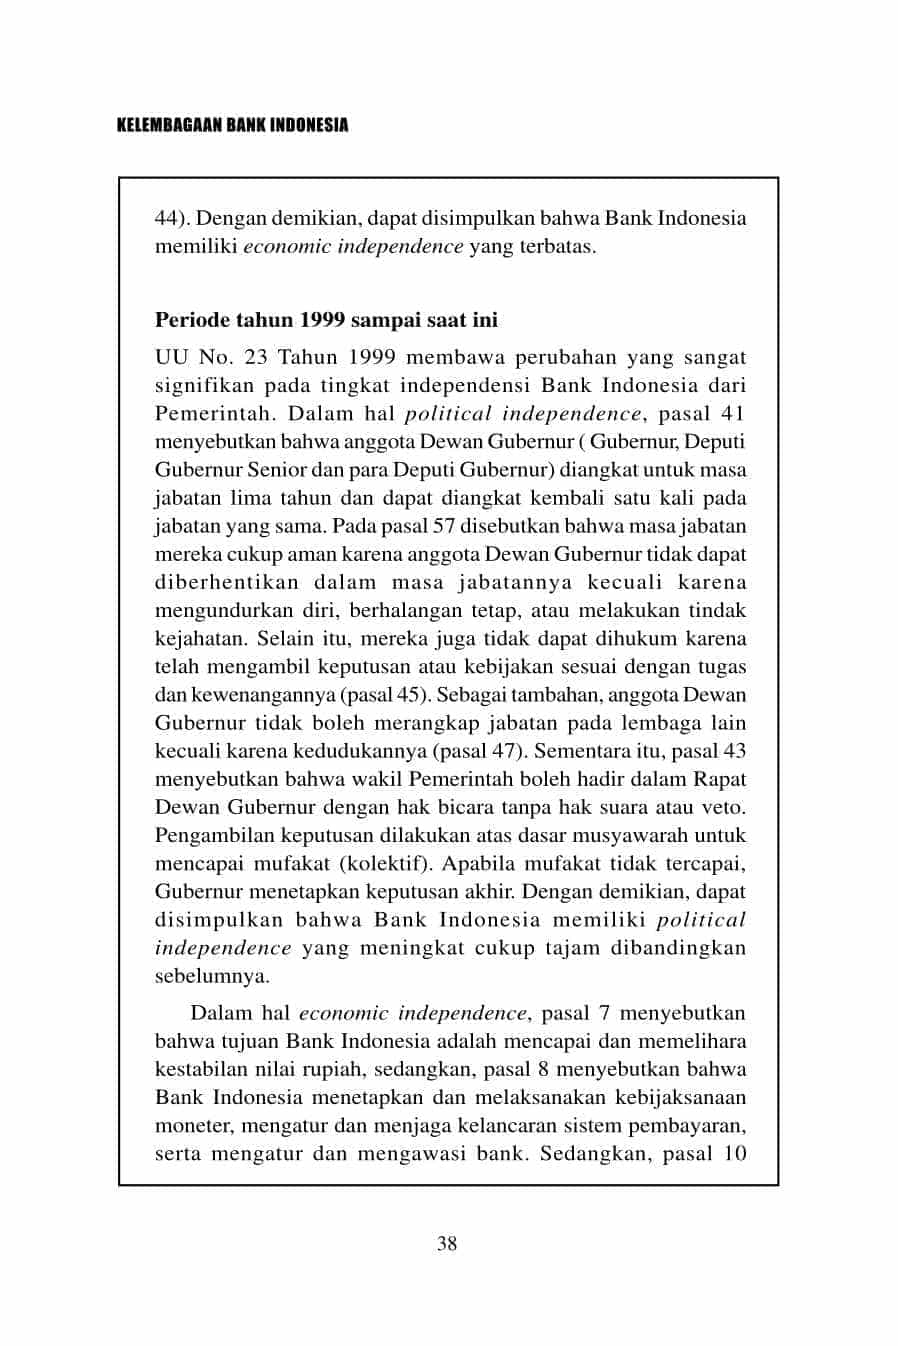 KELEMBAGAAN BANK INDONESIA
44). Dengan demikian, dapat disimpulkan bahwa Bank Indonesia
memiliki economic independence yang terbatas.
Periode tahun 1999 sampai saat ini
UU No. 23 Tahun 1999 membawa perubahan yang sangat
signifikan pada tingkat independensi Bank Indonesia dari
Pemerintah. Dalam hal political independence, pasal 41
menyebutkan bahwa anggota Dewan Gubernur ( Gubernur, Deputi
Gubernur Senior dan para Deputi Gubernur) diangkat untuk masa
jabatan lima tahun dan dapat diangkat kembali satu kali pada
jabatan yang sama. Pada pasal 57 disebutkan bahwa masa jabatan
mereka cukup aman karena anggota Dewan Gubernur tidak dapat
diberhentikan dalam masa jabatannya kecuali karena
mengundurkan diri, berhalangan tetap, atau melakukan tindak
kejahatan. Selain itu, mereka juga tidak dapat dihukum karena
telah mengambil keputusan atau kebijakan sesuai dengan tugas
dan kewenangannya (pasal 45). Sebagai tambahan, anggota Dewan
Gubernur tidak boleh merangkap jabatan pada lembaga lain
kecuali karena kedudukannya (pasal 47). Sementara itu, pasal 43
menyebutkan bahwa wakil Pemerintah boleh hadir dalam Rapat
Dewan Gubernur dengan hak bicara tanpa hak suara atau veto.
Pengambilan keputusan dilakukan atas dasar musyawarah untuk
mencapai mufakat (kolektif). Apabila mufakat tidak tercapai,
Gubernur menetapkan keputusan akhir. Dengan demikian, dapat
disimpulkan bahwa Bank Indonesia memiliki political
independence yang meningkat cukup tajam dibandingkan
sebelumnya.
Dalam hal economic independence, pasal 7 menyebutkan
bahwa tujuan Bank Indonesia adalah mencapai dan memelihara
kestabilan nilai rupiah, sedangkan, pasal 8 menyebutkan bahwa
Bank Indonesia menetapkan dan melaksanakan kebijaksanaan
moneter, mengatur dan menjaga kelancaran sistem pembayaran,
serta mengatur dan mengawasi bank. Sedangkan, pasal 10
38